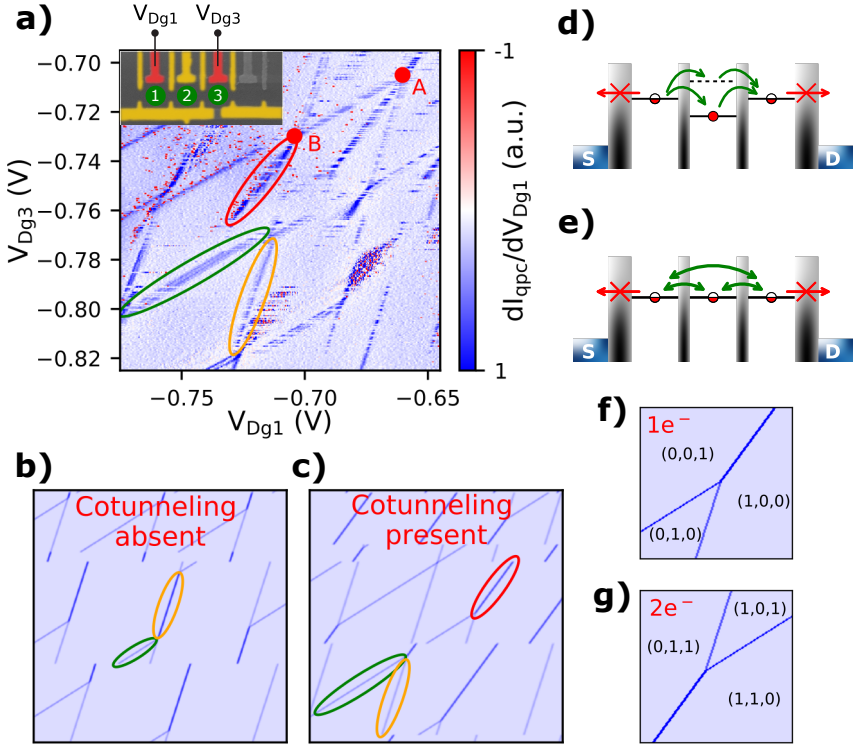 a)
V_Dg1
V_Dg3
1
2
3
A
B
−0.70
−0.72
−0.74
−0.76
−0.78
−0.80
−0.82
V_Dg3 (V)
−0.75
−0.70
−0.65
V_Dg1 (V)
-1
1
dI_qpc/dV_Dg1 (a.u.)
d)
S
D
e)
S
D
b)
Cotunneling
absent
c)
Cotunneling
present
f)
1e⁻
(0,0,1)
(1,0,0)
(0,1,0)
g)
2e⁻
(1,0,1)
(0,1,1)
(1,1,0)